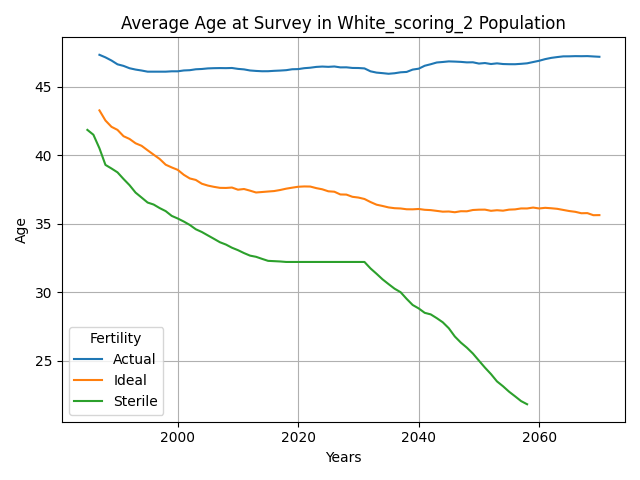 Average Age at Survey in White_scoring_2 Population
Age
45
40
35
30
25
Fertility
Actual
Ideal
Sterile
2000 2020 2040 2060
Years